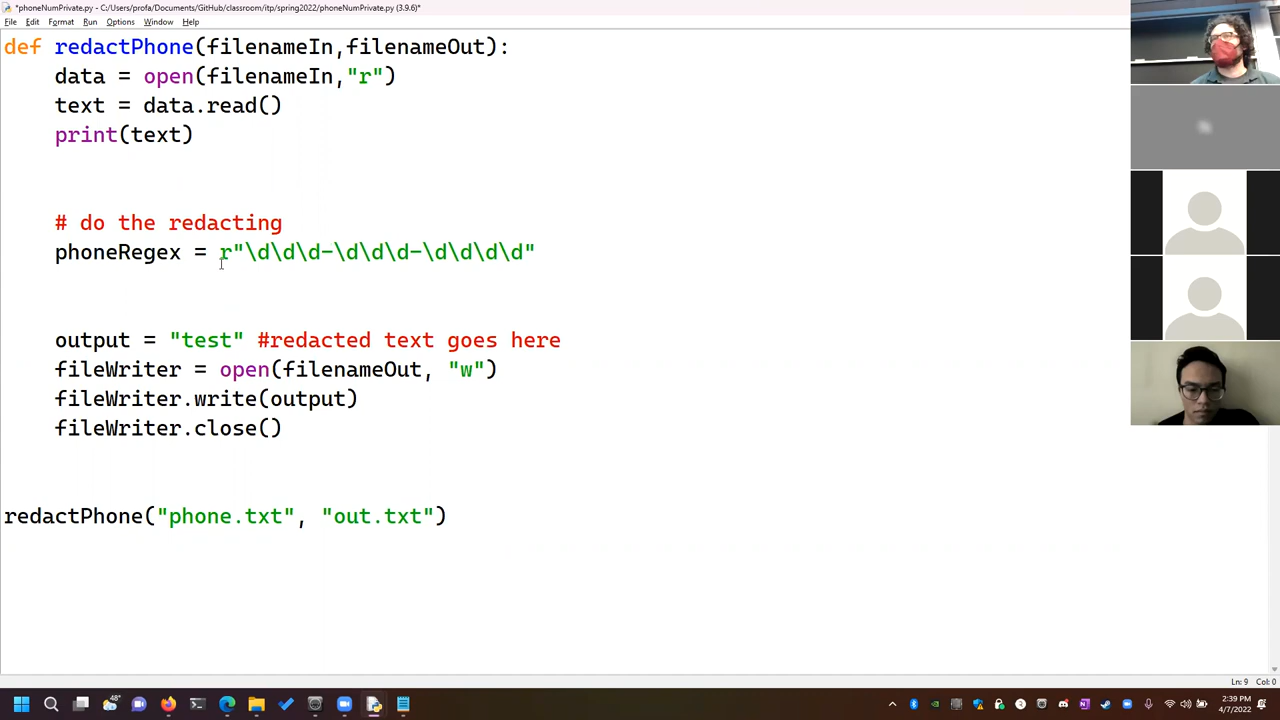 *phoneNumPrivate.py - C:/Users/profa/Documents/GitHub/classroom/itp/spring2022/phoneNumPrivate.py (3.9.6)*
File Edit Format Run Options Window Help
def redactPhone(filenameIn,filenameOut):
    data = open(filenameIn,"r")
    text = data.read()
    print(text)
    # do the redacting
    phoneRegex = r"\d\d\d-\d\d\d-\d\d\d\d"
    output = "test" #redacted text goes here
    fileWriter = open(filenameOut, "w")
    fileWriter.write(output)
    fileWriter.close()
redactPhone("phone.txt", "out.txt")
Ln: 9 Col: 0
48°
2:39 PM
4/7/2022